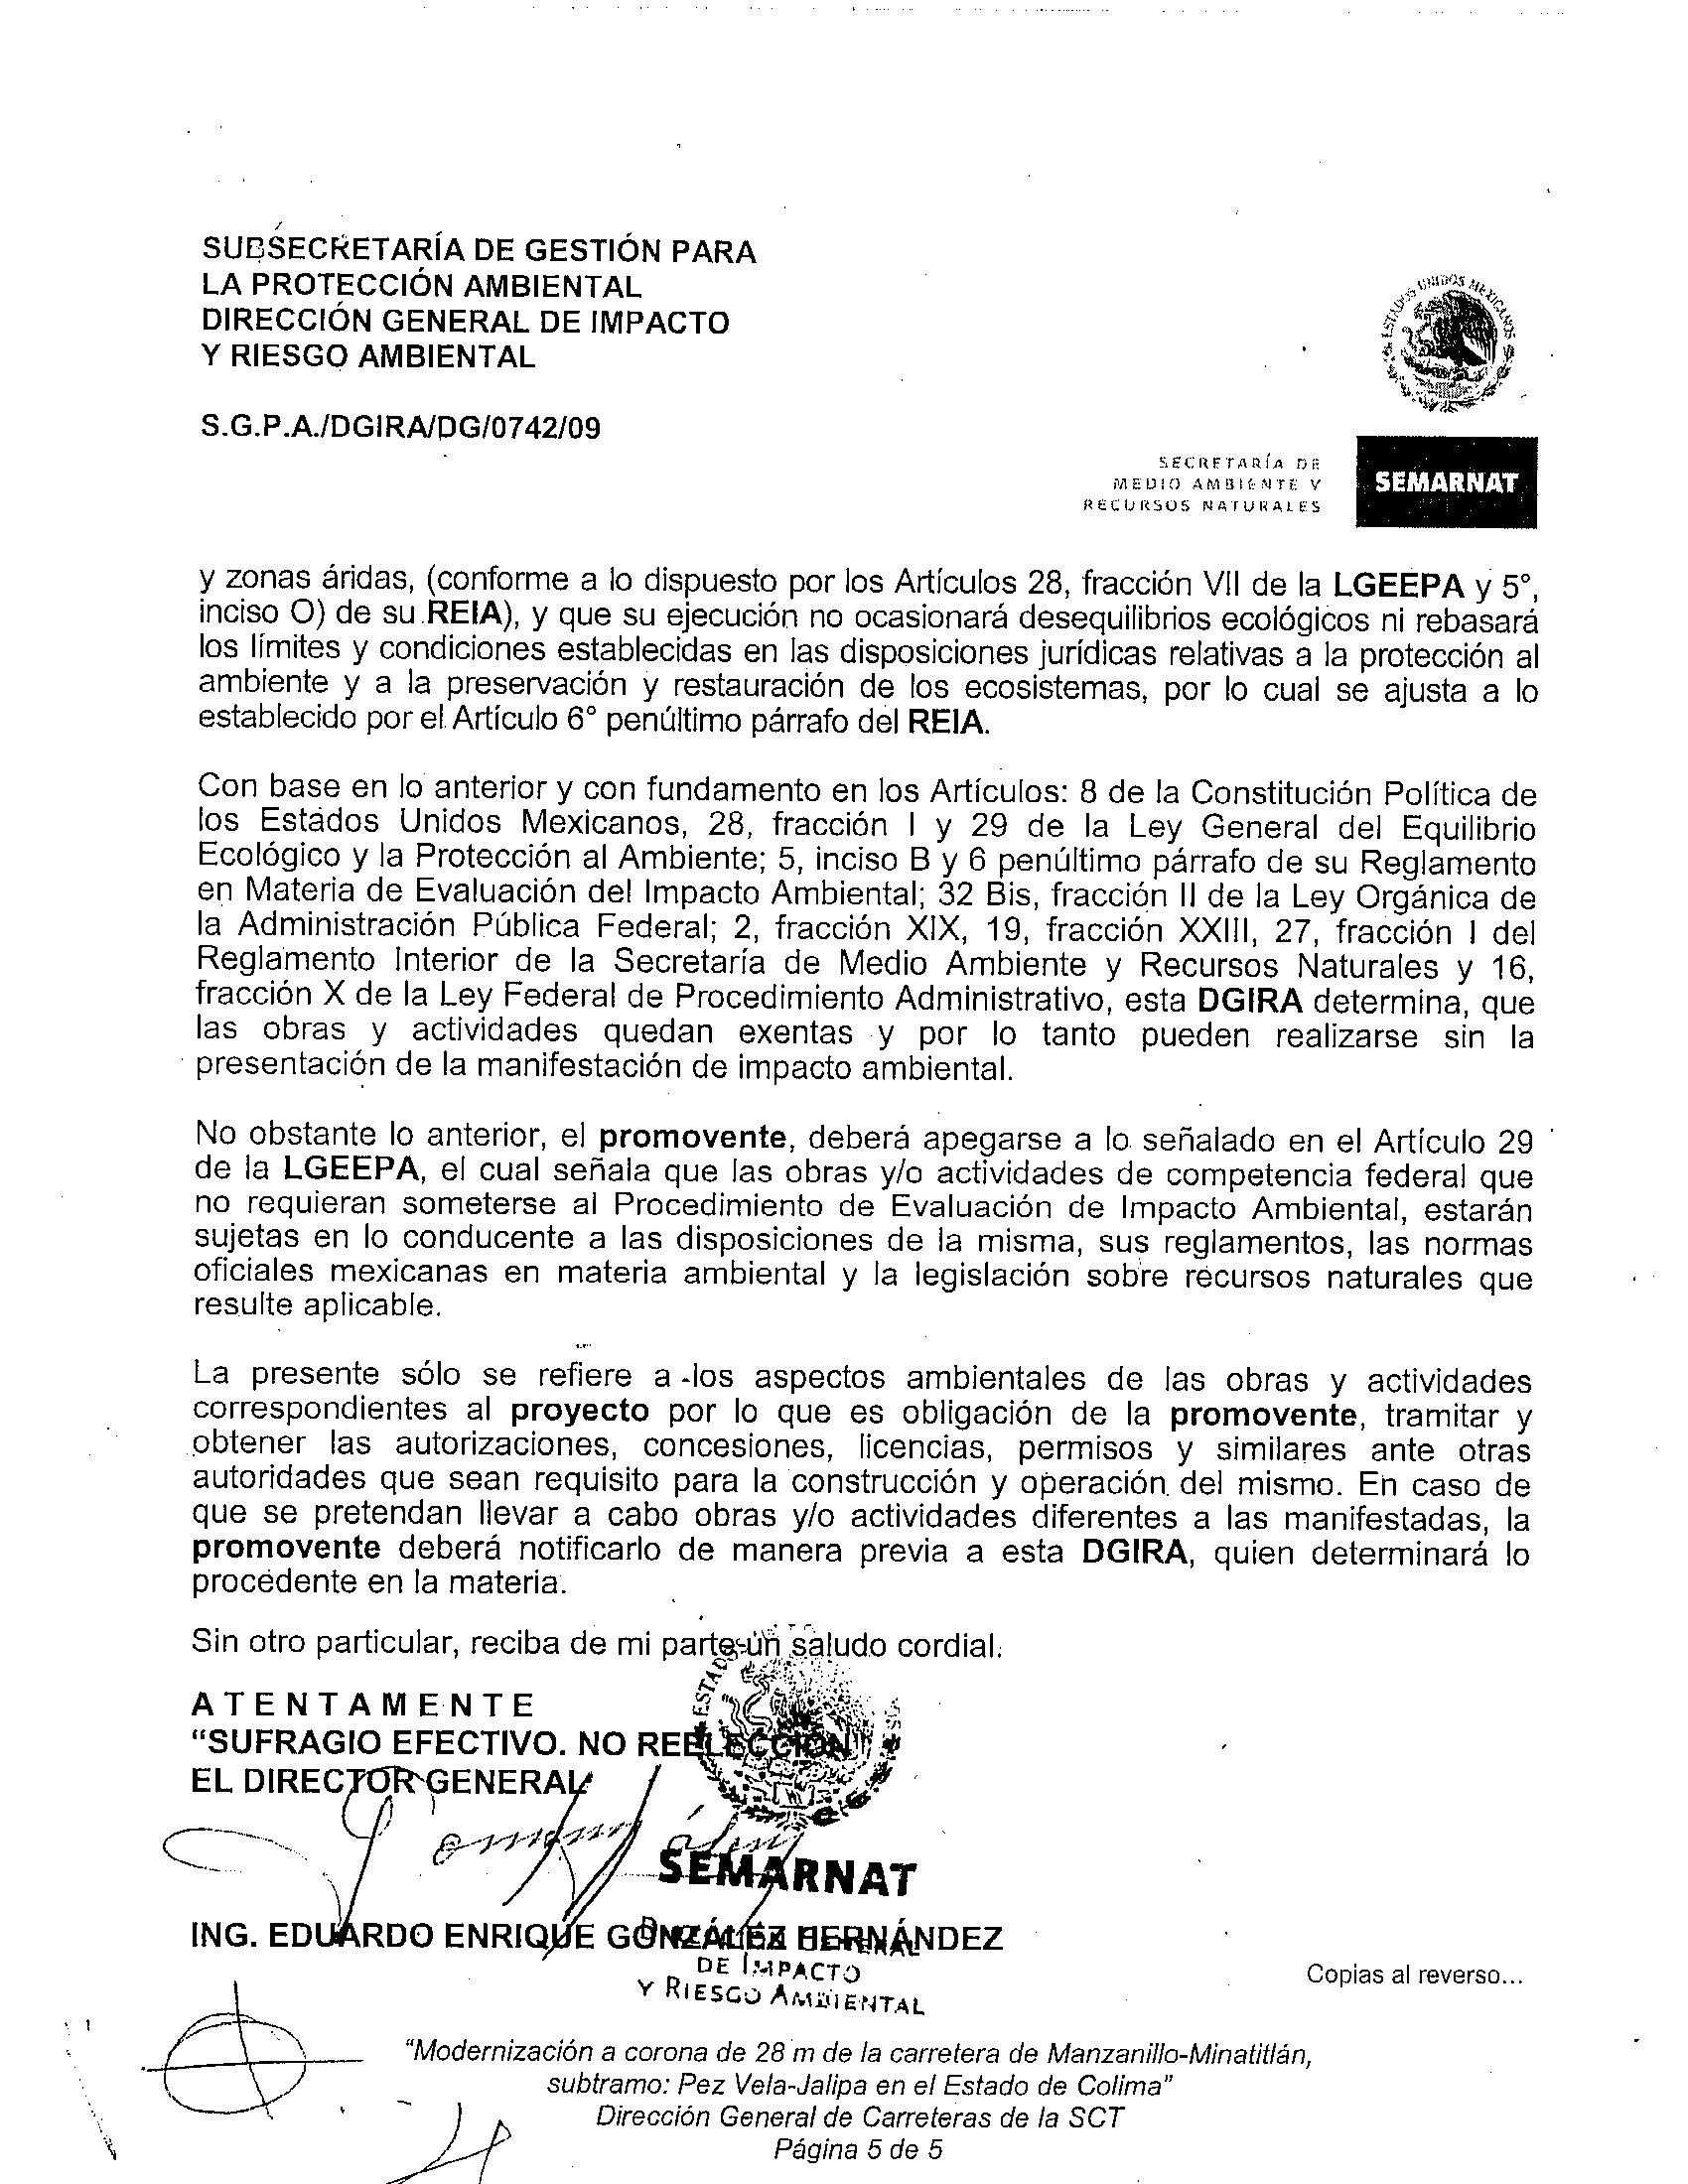 SUBSECRETARÍA DE GESTIÓN PARA
LA PROTECCIÓN AMBIENTAL
DIRECCIÓN GENERAL DE IMPACTO
Y RIESGO AMBIENTAL
S.G.P.A./DGIRA/DG/0742/09
ESTADOS UNIDOS MEXICANOS
SECRETARÍA DE
MEDIO AMBIENTE Y
RECURSOS NATURALES
SEMARNAT
y zonas áridas, (conforme a lo dispuesto por los Artículos 28, fracción VII de la LGEEPA y 5°,
inciso O) de su REIA), y que su ejecución no ocasionará desequilibrios ecológicos ni rebasará
los límites y condiciones establecidas en las disposiciones jurídicas relativas a la protección al
ambiente y a la preservación y restauración de los ecosistemas, por lo cual se ajusta a lo
establecido por el Artículo 6° penúltimo párrafo del REIA.
Con base en lo anterior y con fundamento en los Artículos: 8 de la Constitución Política de
los Estados Unidos Mexicanos, 28, fracción I y 29 de la Ley General del Equilibrio
Ecológico y la Protección al Ambiente; 5, inciso B y 6 penúltimo párrafo de su Reglamento
en Materia de Evaluación del Impacto Ambiental; 32 Bis, fracción II de la Ley Orgánica de
la Administración Pública Federal; 2, fracción XIX, 19, fracción XXIII, 27, fracción I del
Reglamento Interior de la Secretaría de Medio Ambiente y Recursos Naturales y 16,
fracción X de la Ley Federal de Procedimiento Administrativo, esta DGIRA determina, que
las obras y actividades quedan exentas y por lo tanto pueden realizarse sin la
presentación de la manifestación de impacto ambiental.
No obstante lo anterior, el promovente, deberá apegarse a lo señalado en el Artículo 29
de la LGEEPA, el cual señala que las obras y/o actividades de competencia federal que
no requieran someterse al Procedimiento de Evaluación de Impacto Ambiental, estarán
sujetas en lo conducente a las disposiciones de la misma, sus reglamentos, las normas
oficiales mexicanas en materia ambiental y la legislación sobre recursos naturales que
resulte aplicable.
La presente sólo se refiere a los aspectos ambientales de las obras y actividades
correspondientes al proyecto por lo que es obligación de la promovente, tramitar y
obtener las autorizaciones, concesiones, licencias, permisos y similares ante otras
autoridades que sean requisito para la construcción y operación del mismo. En caso de
que se pretendan llevar a cabo obras y/o actividades diferentes a las manifestadas, la
promovente deberá notificarlo de manera previa a esta DGIRA, quien determinará lo
procedente en la materia.
Sin otro particular, reciba de mi parte un saludo cordial.
ATENTAMENTE
"SUFRAGIO EFECTIVO. NO REELECCIÓN"
EL DIRECTOR GENERAL
SEMARNAT
ING. EDUARDO ENRIQUE GONZÁLEZ HERNÁNDEZ
DE IMPACTO
Y RIESGO AMBIENTAL
Copias al reverso...
"Modernización a corona de 28 m de la carretera de Manzanillo-Minatitlán,
subtramo: Pez Vela-Jalipa en el Estado de Colima"
Dirección General de Carreteras de la SCT
Página 5 de 5